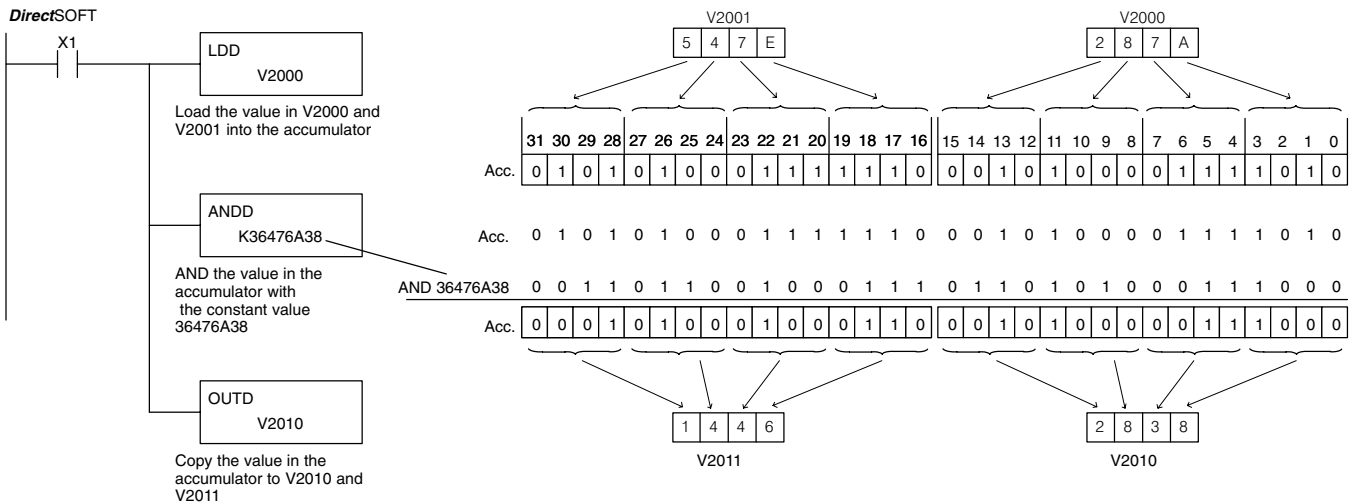 DirectSOFT
X1
LDD
V2000
Load the value in V2000 and
V2001 into the accumulator
ANDD
K36476A38
AND the value in the
accumulator with
the constant value
36476A38
OUTD
V2010
Copy the value in the
accumulator to V2010 and
V2011
V2001
5 4 7 E
V2000
2 8 7 A
31 30 29 28 27 26 25 24 23 22 21 20 19 18 17 16 15 14 13 12 11 10 9 8 7 6 5 4 3 2 1 0
Acc. 0 1 0 1 0 1 0 0 0 1 1 1 1 1 1 0 0 0 1 0 1 0 0 0 0 1 1 1 1 0 1 0
Acc. 0 1 0 1 0 1 0 0 0 1 1 1 1 1 1 0 0 0 1 0 1 0 0 0 0 1 1 1 1 0 1 0
AND 36476A38 0 0 1 1 0 1 1 0 0 1 0 0 0 1 1 1 0 1 1 0 1 0 1 0 0 0 1 1 1 0 0 0
Acc. 0 0 0 1 0 1 0 0 0 1 0 0 0 1 1 0 0 0 1 0 1 0 0 0 0 0 1 1 1 0 0 0
1 4 4 6
V2011
2 8 3 8
V2010